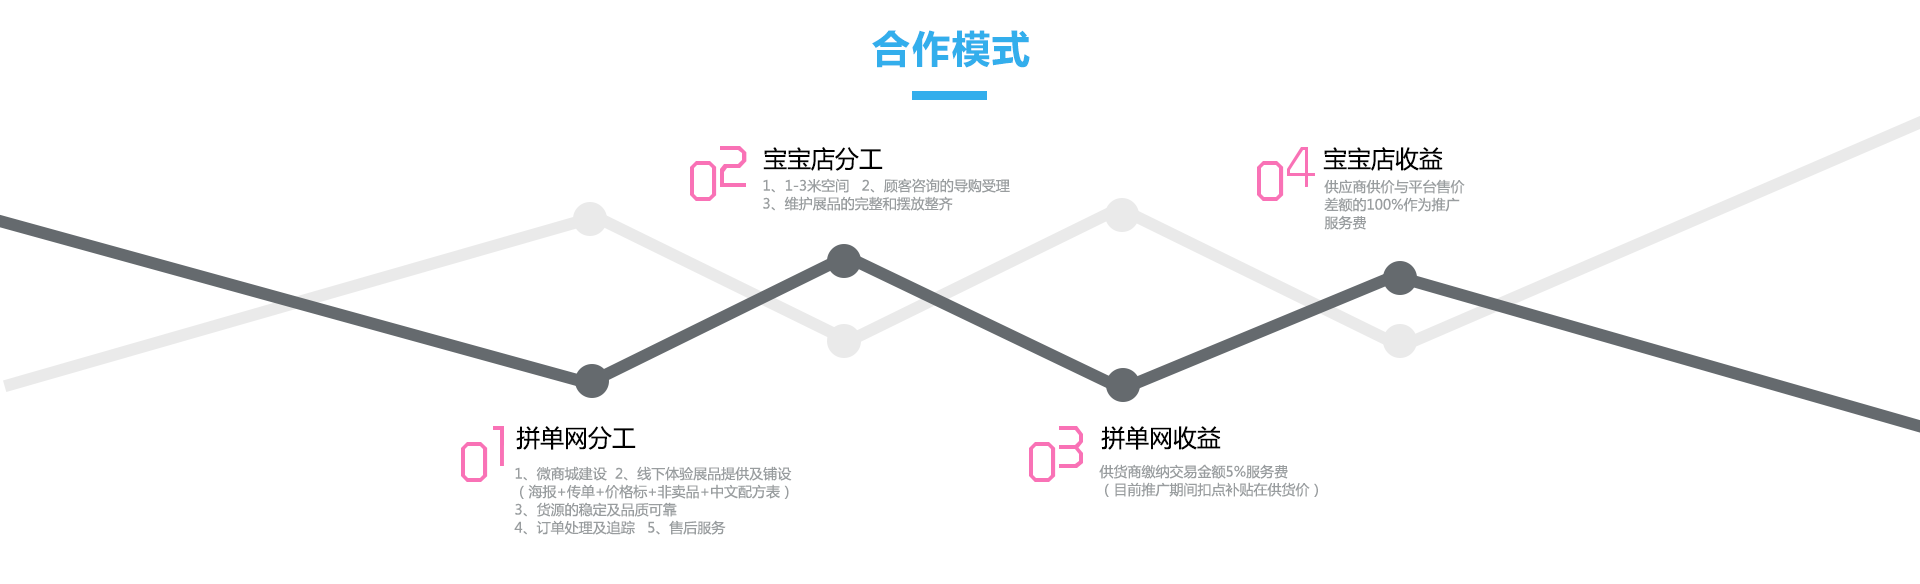 合作模式
01 拼单网分工
1、微商城建设 2、线下体验展品提供及铺设
（海报+传单+价格标+非卖品+中文配方表）
3、货源的稳定及品质可靠
4、订单处理及追踪 5、售后服务
02 宝宝店分工
1、1-3米空间 2、顾客咨询的导购受理
3、维护展品的完整和摆放整齐
03 拼单网收益
供货商缴纳交易金额5%服务费
（目前推广期间扣点补贴在供货价）
04 宝宝店收益
供应商供价与平台售价
差额的100%作为推广
服务费